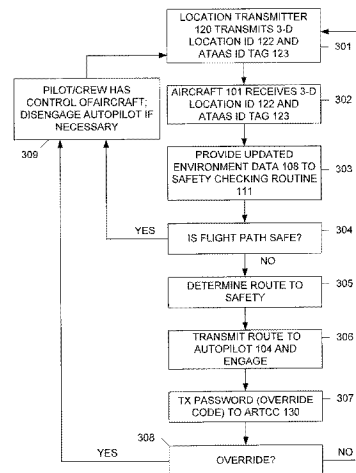 LOCATION TRANSMITTER
120 TRANSMITS 3-D
LOCATION ID 122 AND
ATAAS ID TAG 123
301
PILOT/CREW HAS
CONTROL OFAIRCRAFT;
DISENGAGE AUTOPILOT IF
NECESSARY
309
AIRCRAFT 101 RECEIVES 3-D
LOCATION ID 122 AND
ATAAS ID TAG 123
302
PROVIDE UPDATED
ENVIRONMENT DATA 108 TO
SAFETY CHECKING ROUTINE
111
303
YES
IS FLIGHT PATH SAFE?
304
NO
DETERMINE ROUTE TO
SAFETY
305
TRANSMIT ROUTE TO
AUTOPILOT 104 AND
ENGAGE
306
TX PASSWORD (OVERRIDE
CODE) TO ARTCC 130
307
308
YES
OVERRIDE?
NO